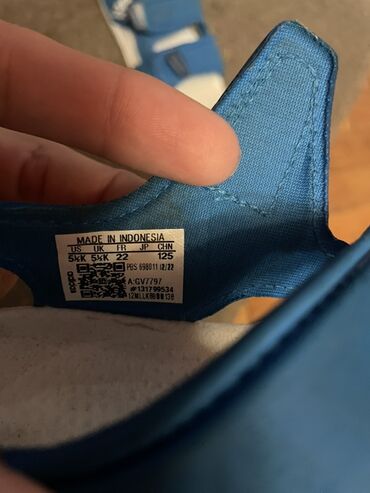 MADE IN INDONESIA
US UK FR JP CHN
5½K 5½K 22 125
PBS 698011 12/22
A:GV7797
#131799534